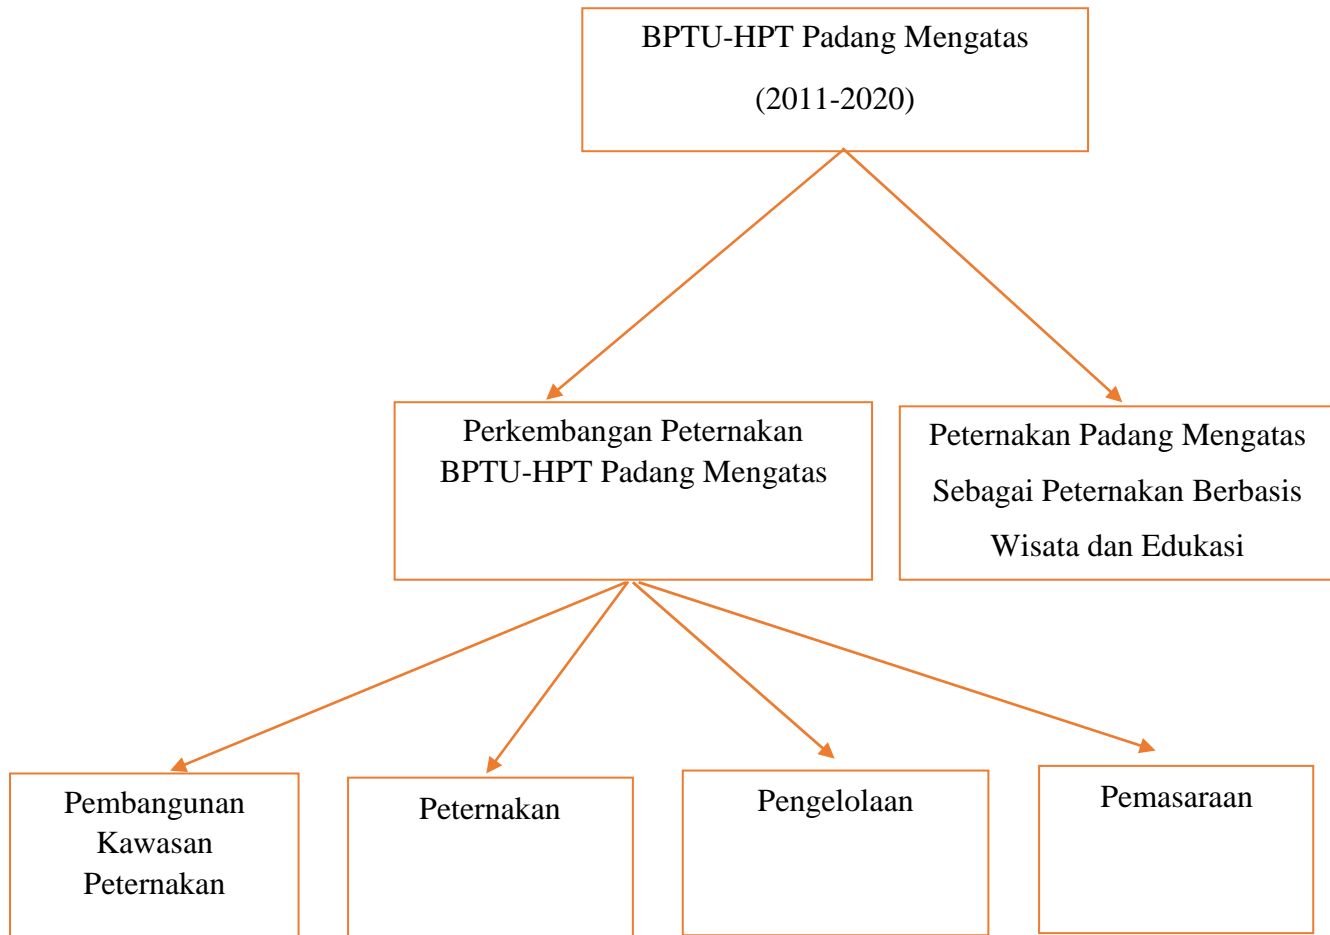 BPTU-HPT Padang Mengatas
(2011-2020)
Perkembangan Peternakan
BPTU-HPT Padang Mengatas
Peternakan Padang Mengatas
Sebagai Peternakan Berbasis
Wisata dan Edukasi
Pembangunan
Kawasan
Peternakan
Peternakan
Pengelolaan
Pemasaraan